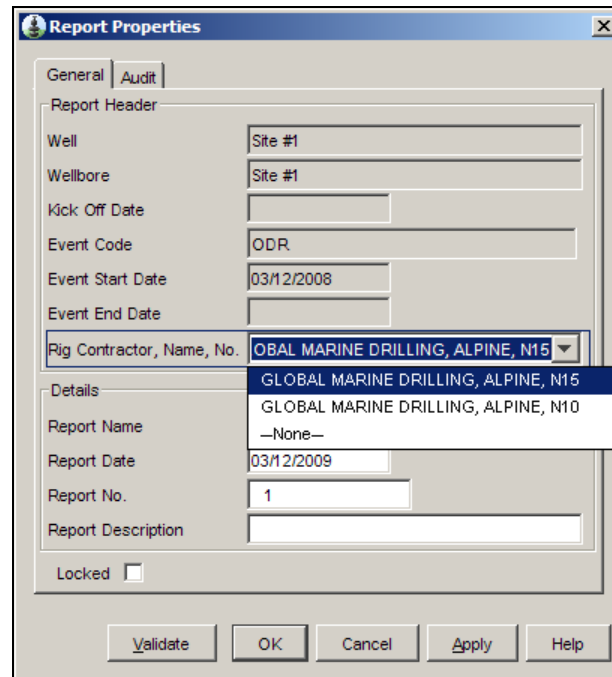 Report Properties
General Audit
Report Header
Well Site #1
Wellbore Site #1
Kick Off Date
Event Code ODR
Event Start Date 03/12/2008
Event End Date
Rig Contractor, Name, No. OBAL MARINE DRILLING, ALPINE, N15
GLOBAL MARINE DRILLING, ALPINE, N15
Details
GLOBAL MARINE DRILLING, ALPINE, N10
Report Name
—None—
Report Date 03/12/2009
Report No. 1
Report Description
Locked
Validate OK Cancel Apply Help